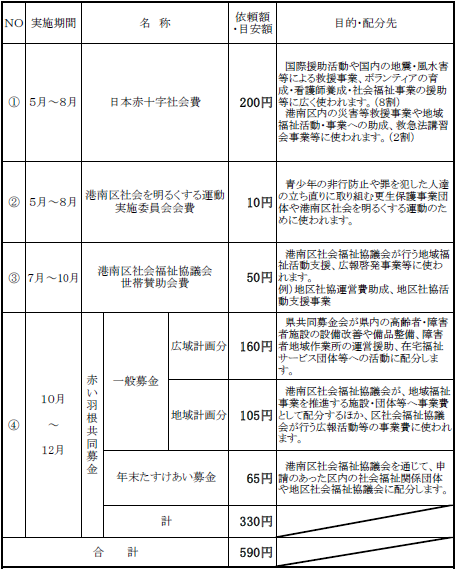 NO 実施期間 名 称 依頼額・目安額 目的・配分先
① 5月～8月 日本赤十字社会費 200円
国際援助活動や国内の地震・風水害
等による救援事業、ボランティアの育
成・看護師養成・社会福祉事業の援助
等に広く使われます。（8割）
港南区内の災害等救援事業や地域
福祉活動・事業への助成、救急法講習
会事業等に使われます。（2割）
② 5月～8月 港南区社会を明るくする運動
実施委員会会費 10円
青少年の非行防止や罪を犯した人達
の立ち直りに取り組む更生保護事業団
体や港南区社会を明るくする運動のた
めに使われます。
③ 7月～10月 港南区社会福祉協議会
世帯賛助会費 50円
港南区社会福祉協議会が行う地域福
祉活動支援、広報啓発事業等に使わ
れます。
例）地区社協運営費助成、地区社協活
動支援事業
④ 10月
～
12月
赤い羽根共同募金
一般募金
広域計画分 160円
県共同募金会が県内の高齢者・障害
者施設の設備改善や備品整備、障害
者地域作業所の運営援助、在宅福祉
サービス団体等への活動に配分しま
す。
地域計画分 105円
港南区社会福祉協議会が、地域福祉
事業を推進する施設・団体等へ事業費
として配分するほか、区社会福祉協議
会が行う広報活動等の事業費に使われ
ます。
年末たすけあい募金 65円
港南区社会福祉協議会を通じて、申
請のあった区内の社会福祉関係団体
や地区社会福祉協議会に配分します。
計 330円
合 計 590円